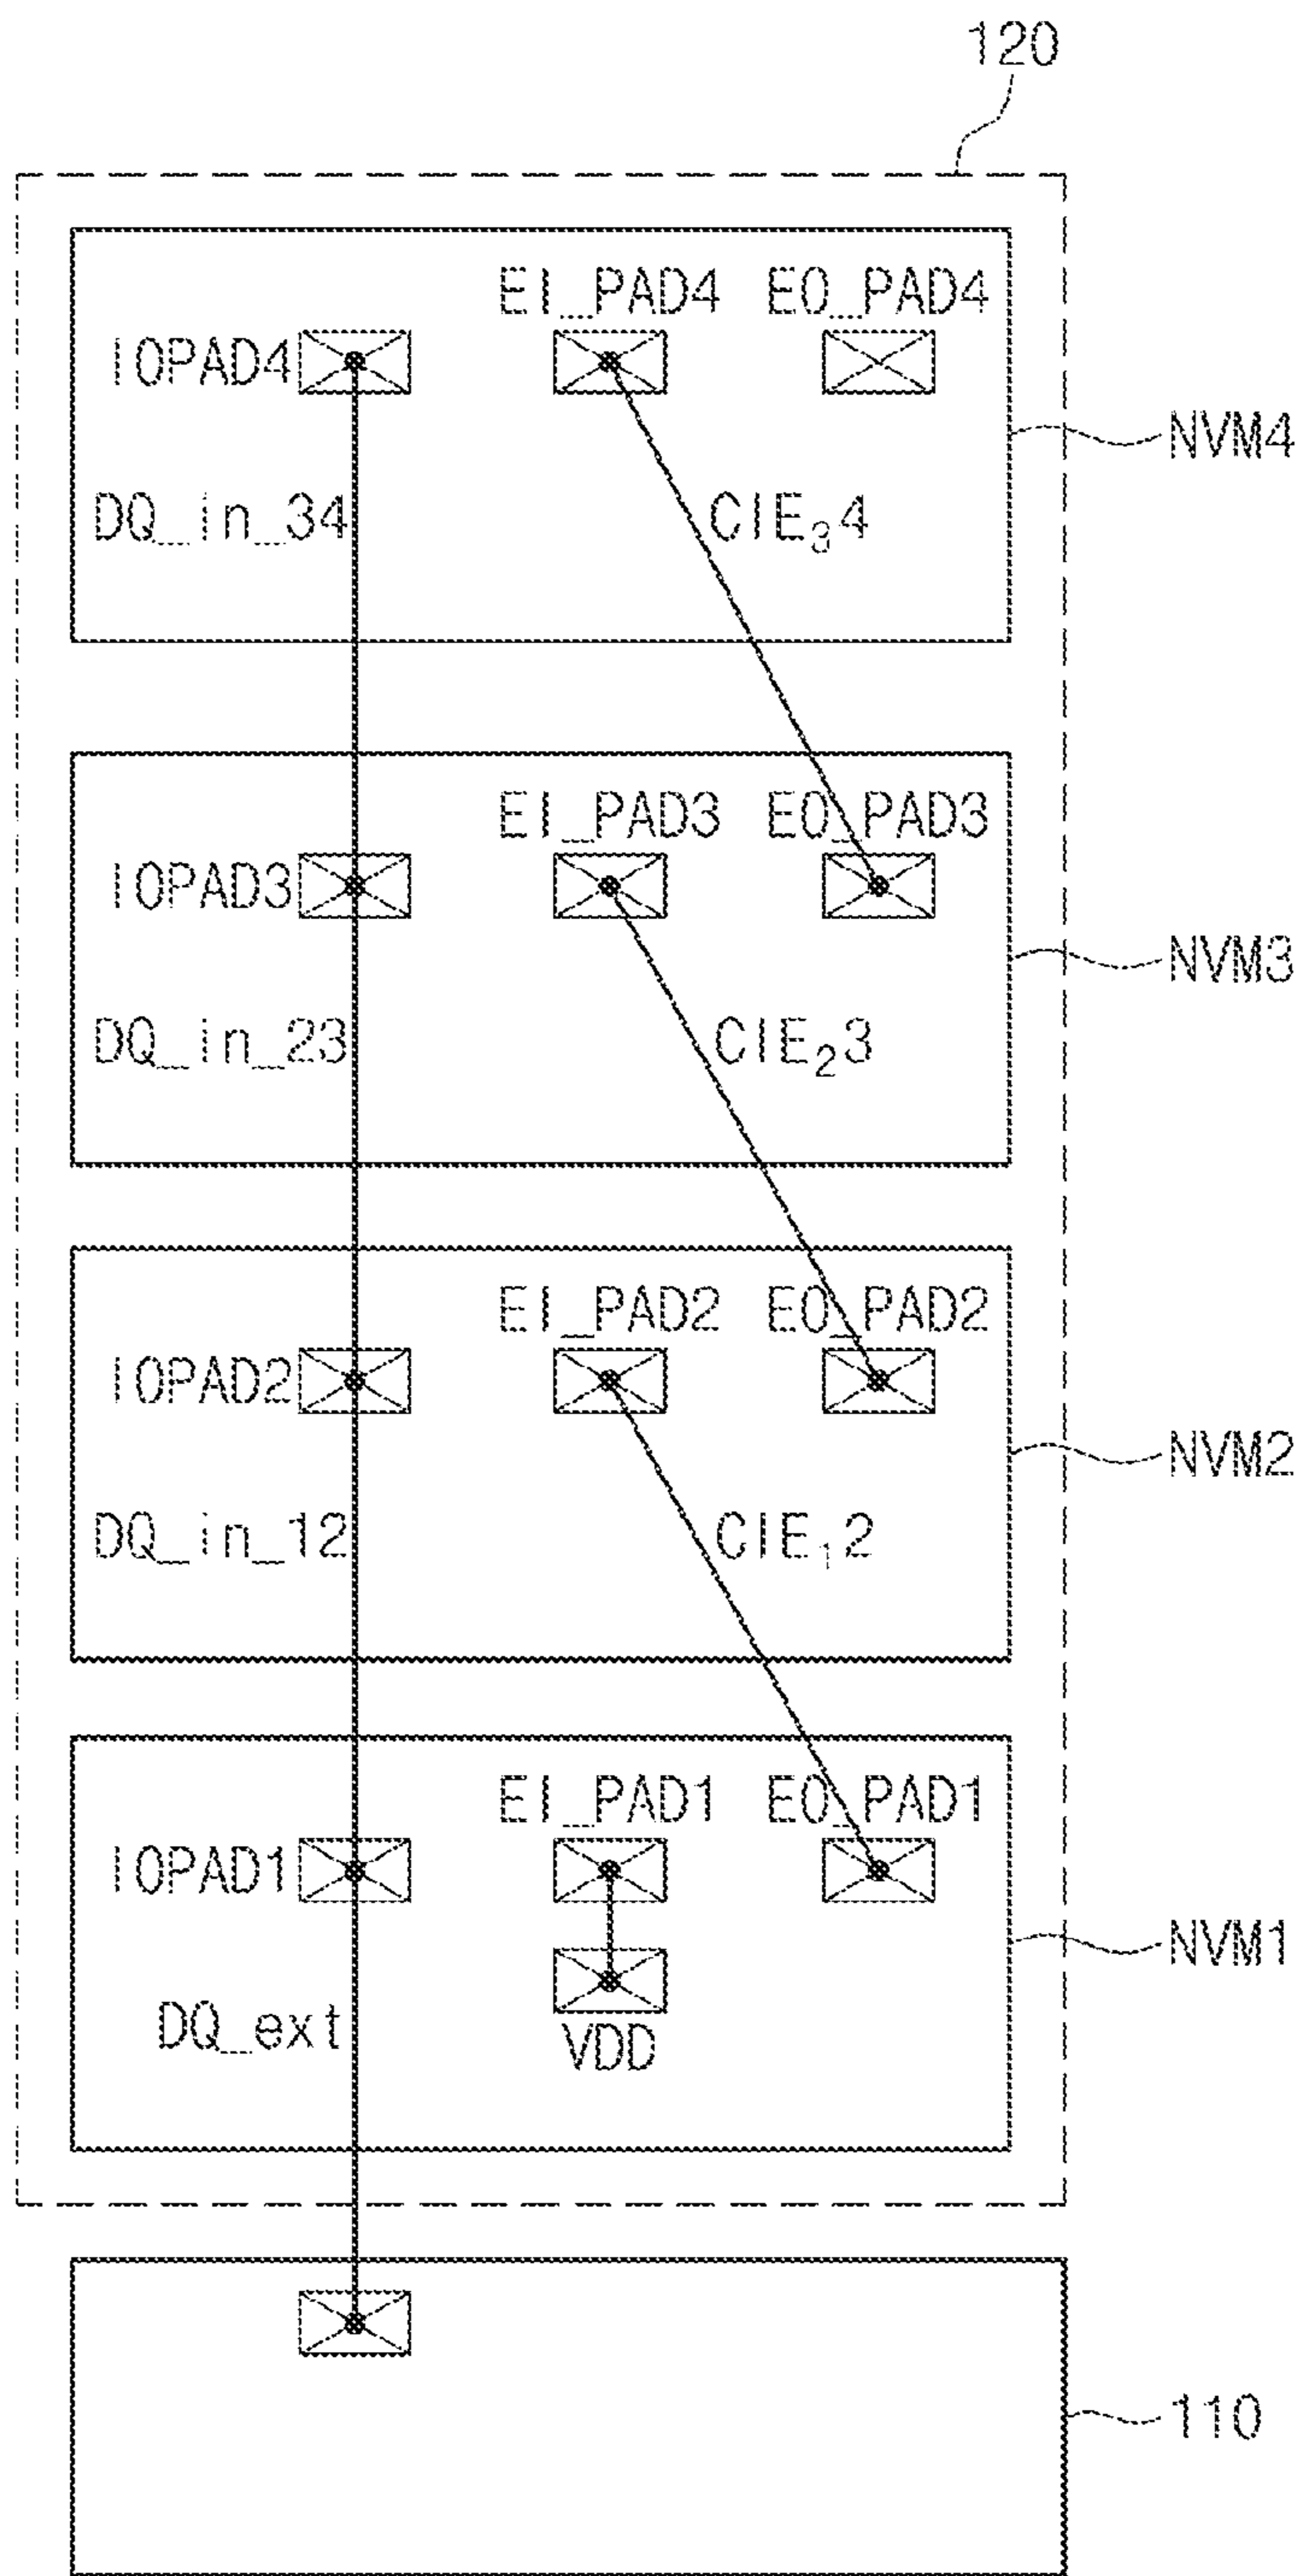 120
EI_PAD4 EO_PAD4
IOPAD4
NVM4
DQ_in_34 CIE₃4
EI_PAD3 EO_PAD3
IOPAD3
NVM3
DQ_in_23 CIE₂3
EI_PAD2 EO_PAD2
IOPAD2
NVM2
DQ_in_12 CIE₁2
EI_PAD1 EO_PAD1
IOPAD1
NVM1
DQ_ext VDD
110